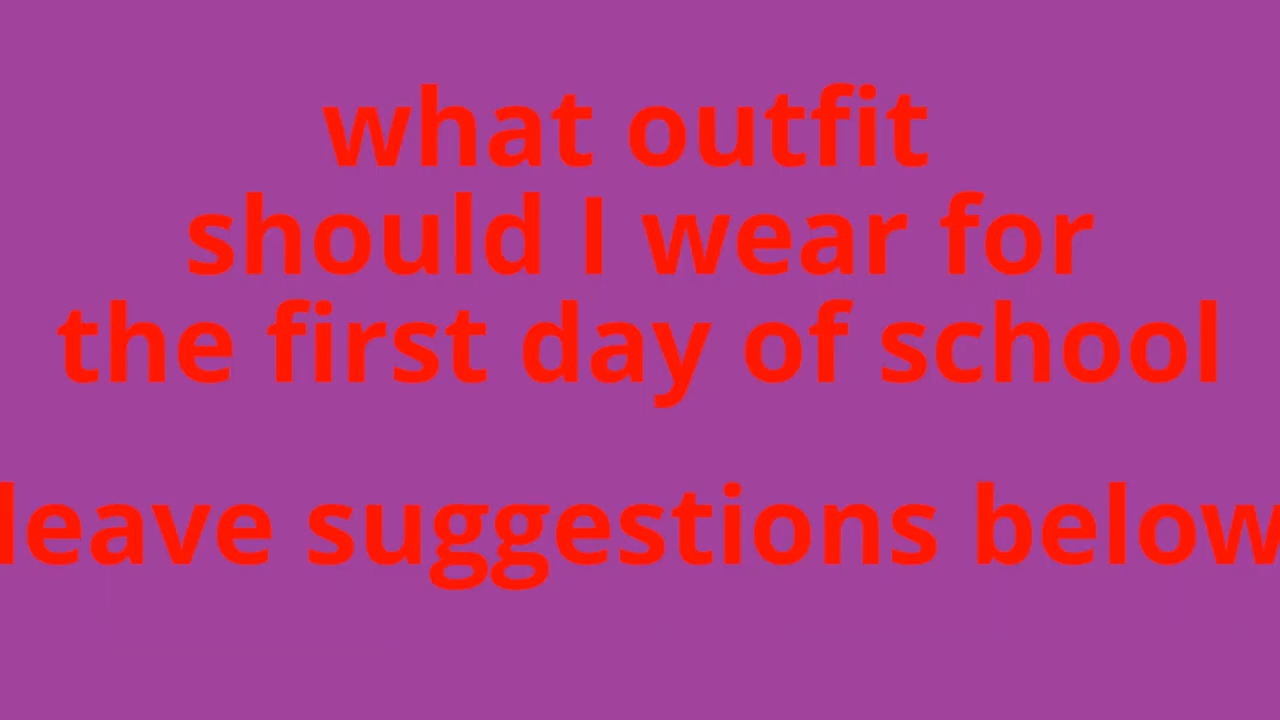 what outfit
should I wear for
the first day of school
leave suggestions below